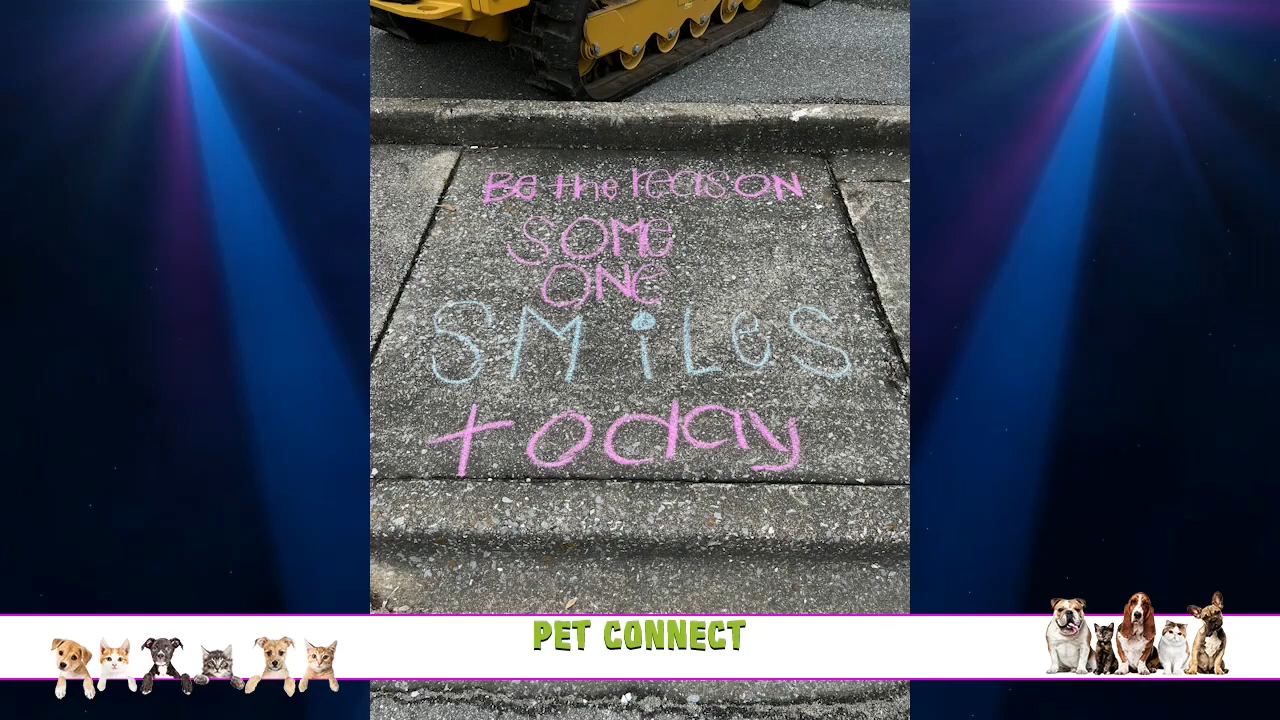 Be the reason
SOME
ONE
SMiLeS
today
PET CONNECT